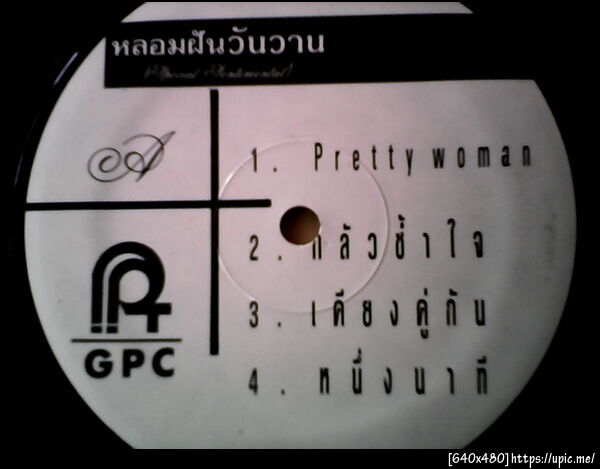 หลอมฝันวันวาน
(Special Sentimental)
A
1. Pretty woman
2. กลัวช้ำใจ
3. เคียงคู่กัน
4. หนึ่งนาที
GPC
[640x480]https://upic.me/